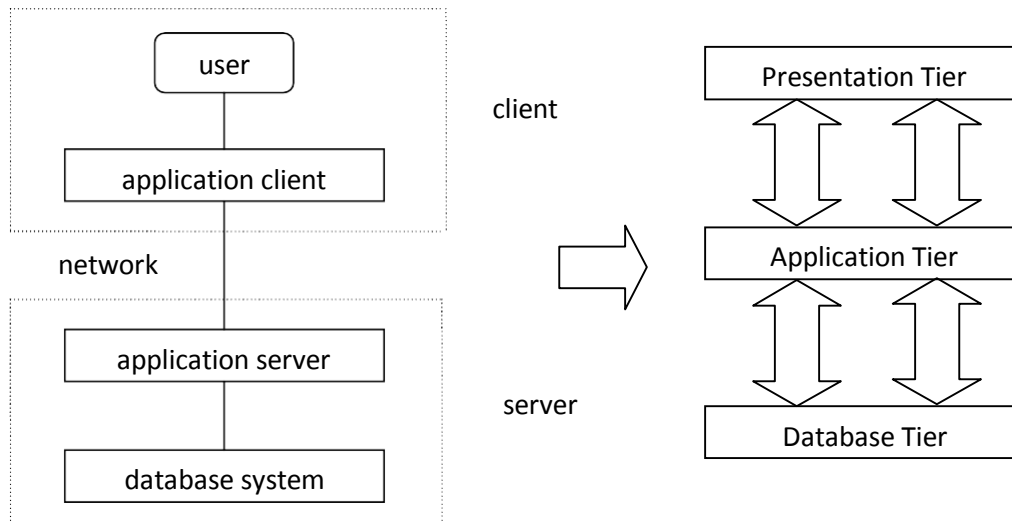 user
application client
network
application server
database system
client
server
Presentation Tier
Application Tier
Database Tier